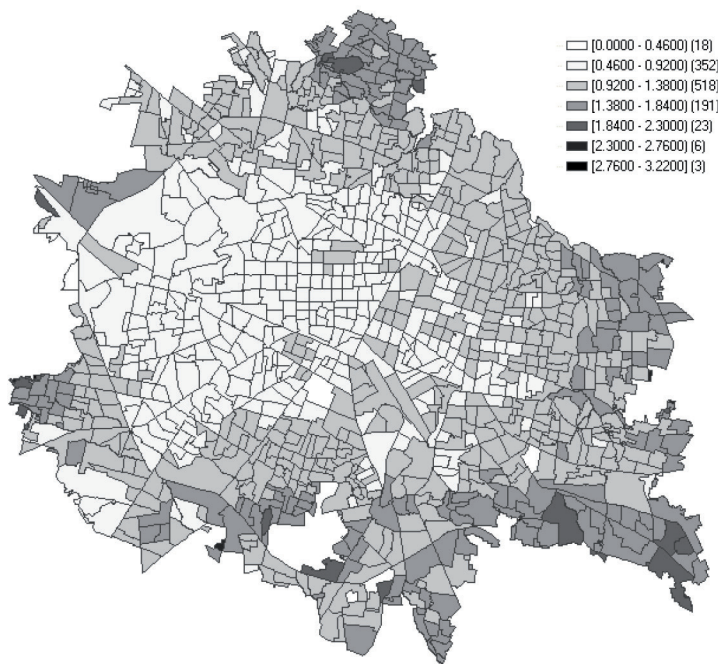 [0.0000 - 0.4600) (18)
[0.4600 - 0.9200) (352)
[0.9200 - 1.3800) (518)
[1.3800 - 1.8400) (191)
[1.8400 - 2.3000) (23)
[2.3000 - 2.7600) (6)
[2.7600 - 3.2200] (3)